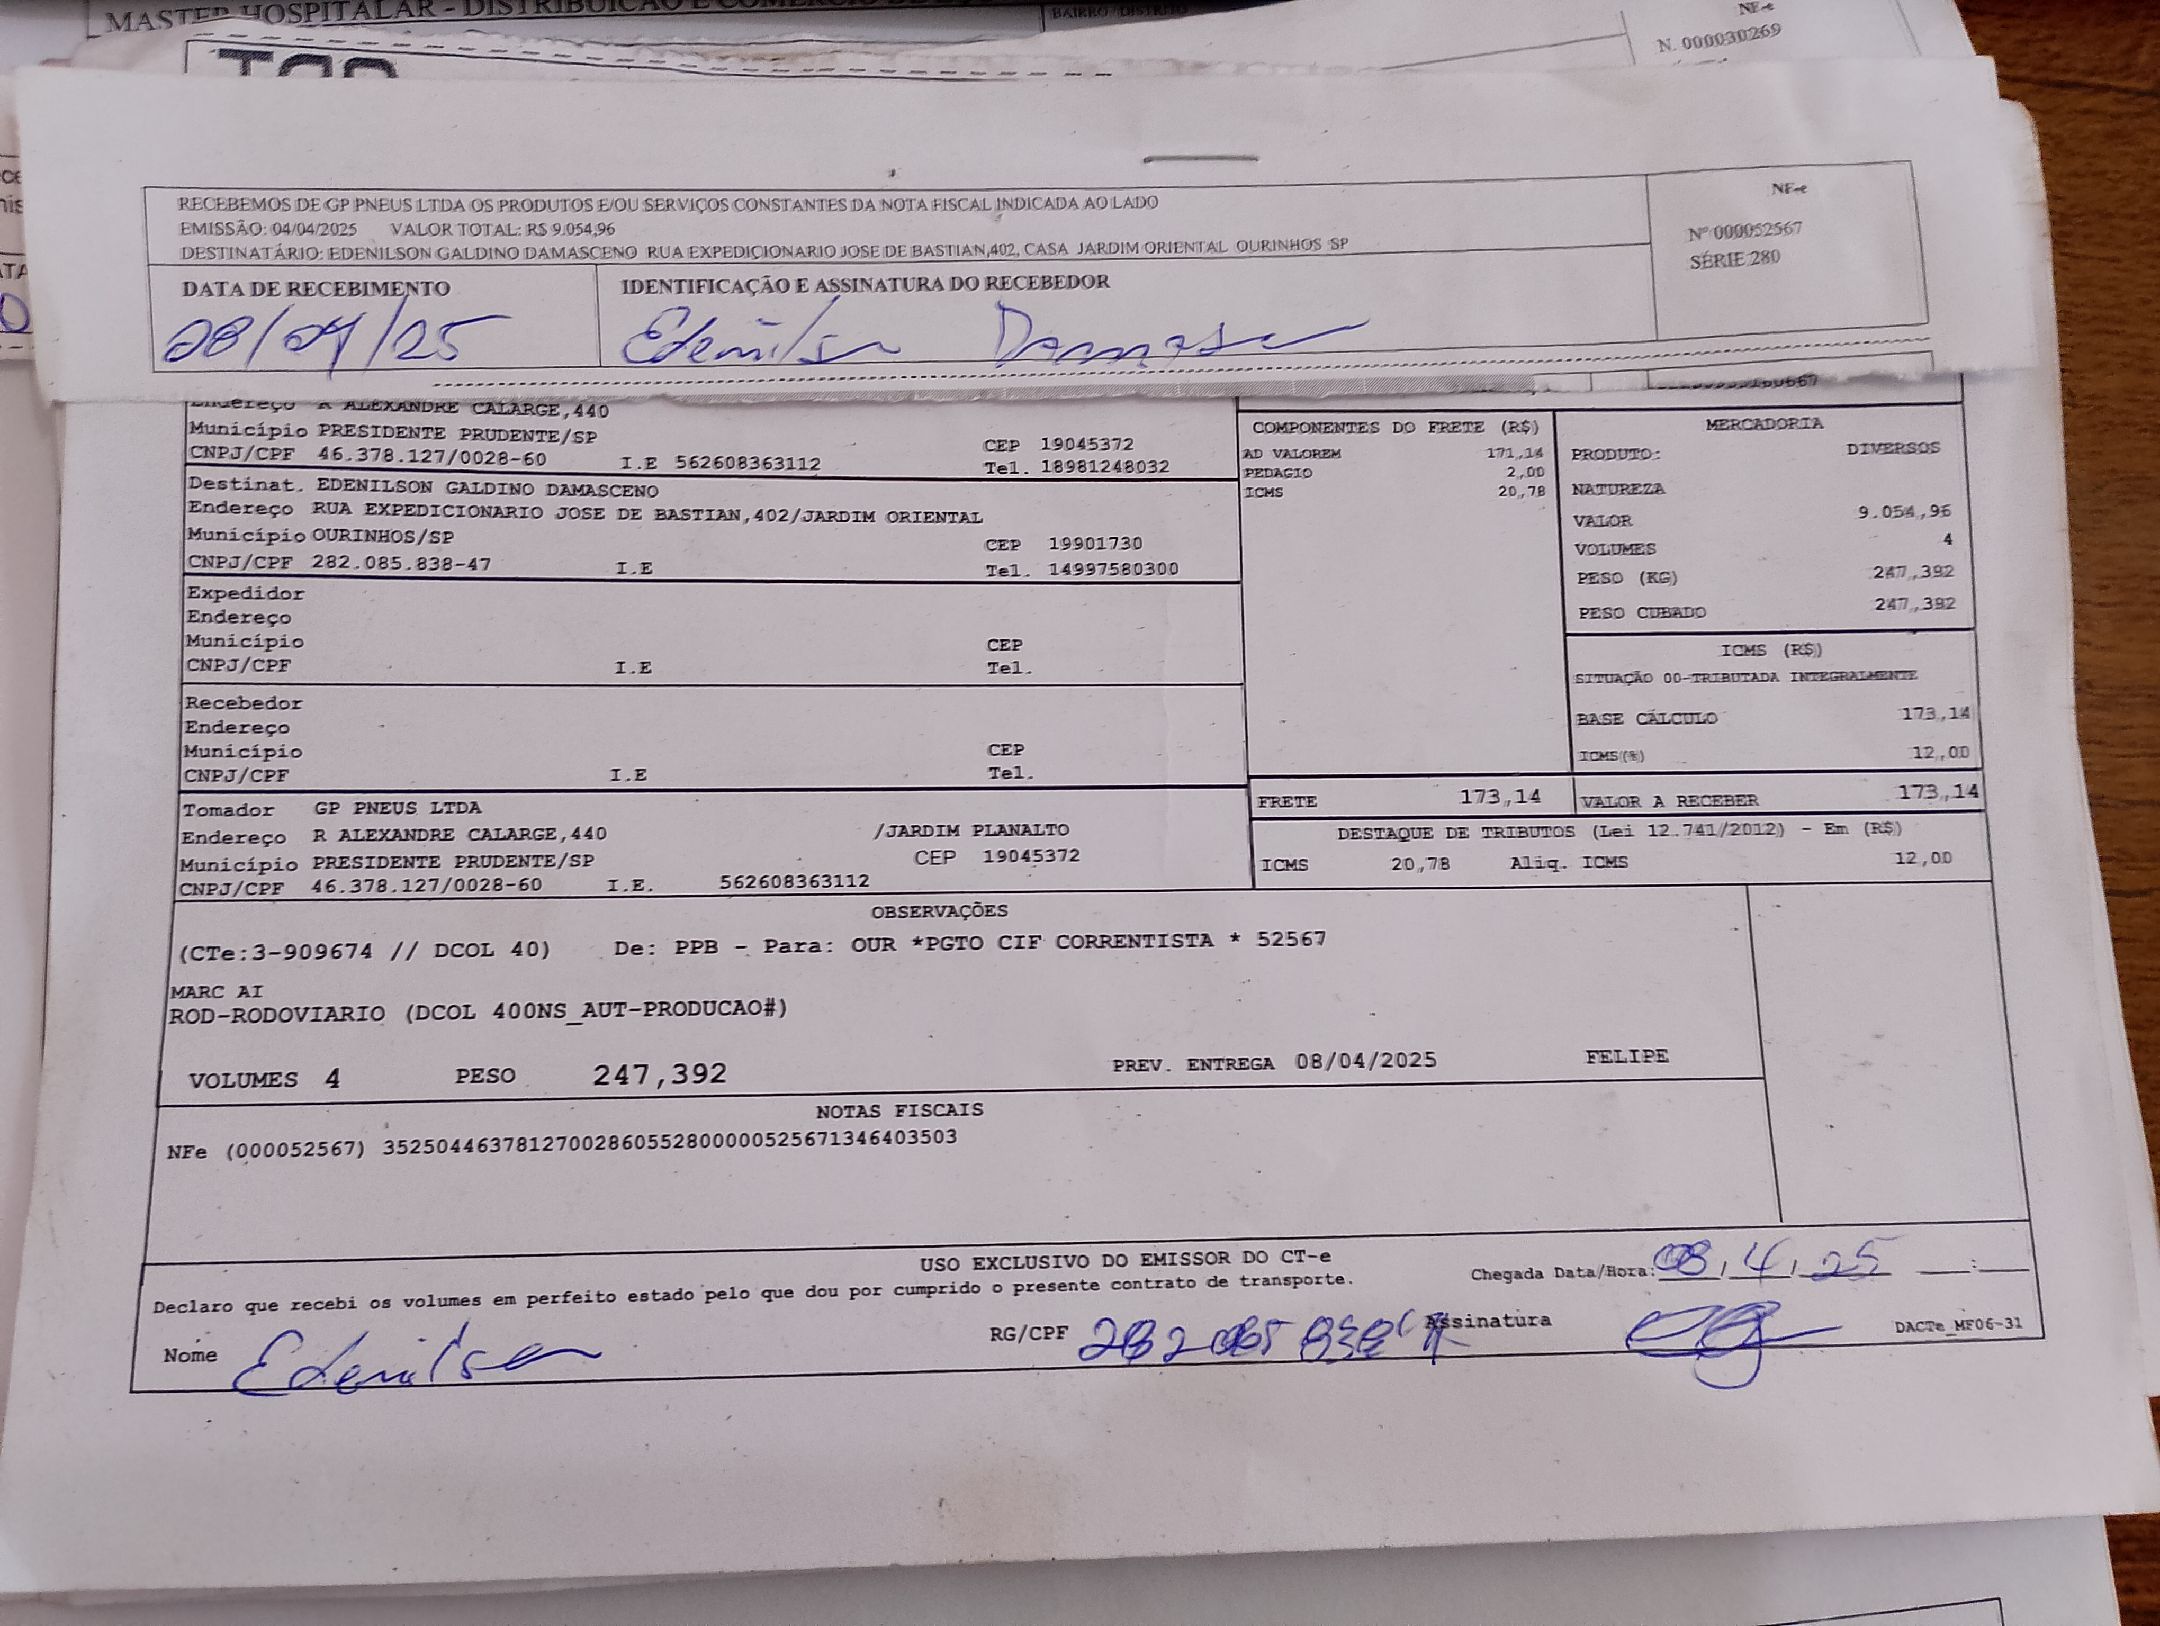 MASTER HOSPITALAR - DISTRIBUICAO E COMERCIO
BAIRRO / DISTRITO
NF-e
N. 000030269
RECEBEMOS DE GP PNEUS LTDA OS PRODUTOS E/OU SERVIÇOS CONSTANTES DA NOTA FISCAL INDICADA AO LADO
EMISSÃO: 04/04/2025 VALOR TOTAL: R$ 9.054,96
DESTINATÁRIO: EDENILSON GALDINO DAMASCENO RUA EXPEDICIONARIO JOSE DE BASTIAN,402, CASA JARDIM ORIENTAL OURINHOS SP
NF-e
Nº 000052567
SÉRIE 280
DATA DE RECEBIMENTO
08/04/25
IDENTIFICAÇÃO E ASSINATURA DO RECEBEDOR
Edenilson Damasceno
Endereço R ALEXANDRE CALARGE,440
Município PRESIDENTE PRUDENTE/SP CEP 19045372
CNPJ/CPF 46.378.127/0028-60 I.E 562608363112 Tel. 18981248032
Destinat. EDENILSON GALDINO DAMASCENO
Endereço RUA EXPEDICIONARIO JOSE DE BASTIAN,402/JARDIM ORIENTAL
Município OURINHOS/SP CEP 19901730
CNPJ/CPF 282.085.838-47 I.E Tel. 14997580300
Expedidor
Endereço
Município CEP
CNPJ/CPF I.E Tel.
Recebedor
Endereço
Município CEP
CNPJ/CPF I.E Tel.
Tomador GP PNEUS LTDA
Endereço R ALEXANDRE CALARGE,440 /JARDIM PLANALTO
Município PRESIDENTE PRUDENTE/SP CEP 19045372
CNPJ/CPF 46.378.127/0028-60 I.E. 562608363112
COMPONENTES DO FRETE (R$)
AD VALOREM 171,14
PEDAGIO 2,00
ICMS 20,78
MERCADORIA
PRODUTO: DIVERSOS
NATUREZA
VALOR 9.054,96
VOLUMES 4
PESO (KG) 247,392
PESO CUBADO 247,392
ICMS (R$)
SITUAÇÃO 00-TRIBUTADA INTEGRALMENTE
BASE CÁLCULO 173,14
ICMS(%) 12,00
FRETE 173,14 VALOR A RECEBER 173,14
DESTAQUE DE TRIBUTOS (Lei 12.741/2012) - Em (R$)
ICMS 20,78 Aliq. ICMS 12,00
OBSERVAÇÕES
(CTe:3-909674 // DCOL 40) De: PPB - Para: OUR *PGTO CIF CORRENTISTA * 52567
MARC AI
ROD-RODOVIARIO (DCOL 400NS_AUT-PRODUCAO#)
VOLUMES 4 PESO 247,392 PREV. ENTREGA 08/04/2025 FELIPE
NOTAS FISCAIS
NFe (000052567) 35250446378127002860552800000525671346403503
USO EXCLUSIVO DO EMISSOR DO CT-e
Declaro que recebi os volumes em perfeito estado pelo que dou por cumprido o presente contrato de transporte.
Chegada Data/Hora: 08,4,25 :
Nome Edenilson RG/CPF Assinatura
DACTe_MF06-31